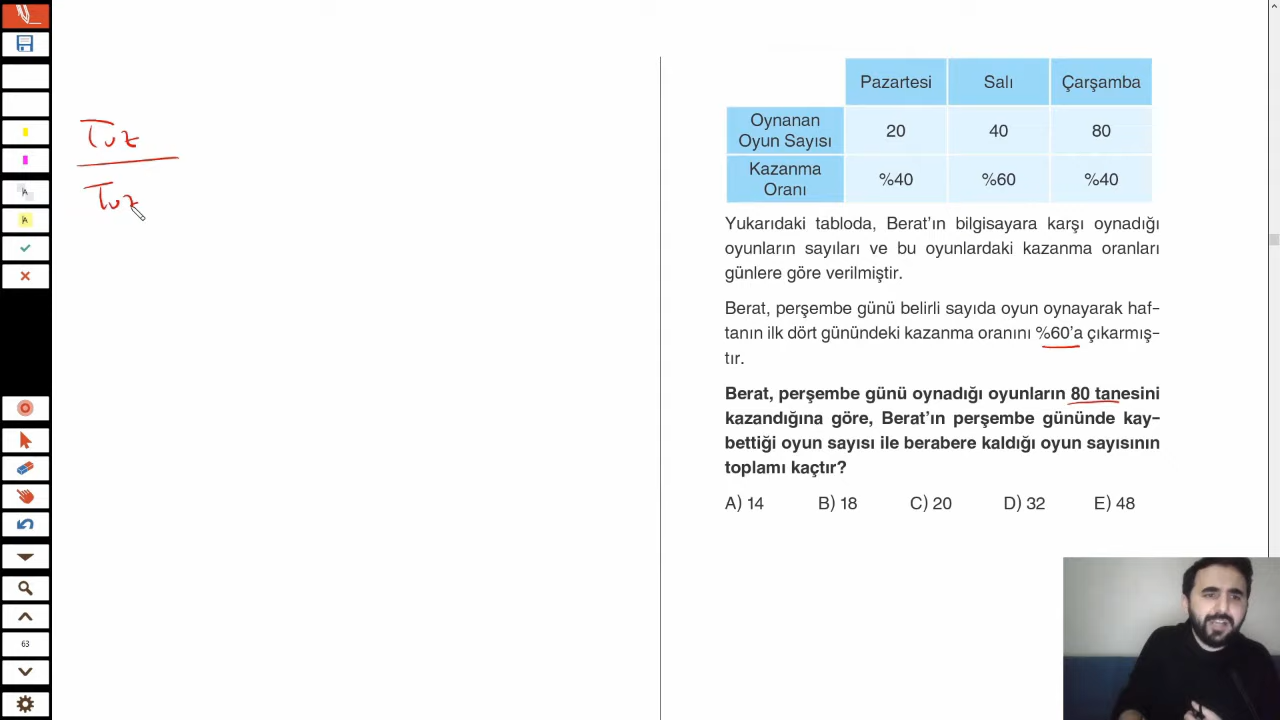 Tuz
Tuz
Pazartesi Salı Çarşamba
Oynanan
Oyun Sayısı
20 40 80
Kazanma
Oranı
%40 %60 %40
Yukarıdaki tabloda, Berat'ın bilgisayara karşı oynadığı
oyunların sayıları ve bu oyunlardaki kazanma oranları
günlere göre verilmiştir.
Berat, perşembe günü belirli sayıda oyun oynayarak haf-
tanın ilk dört günündeki kazanma oranını %60'a çıkarmış-
tır.
Berat, perşembe günü oynadığı oyunların 80 tanesini
kazandığına göre, Berat'ın perşembe gününde kay-
bettiği oyun sayısı ile berabere kaldığı oyun sayısının
toplamı kaçtır?
A) 14 B) 18 C) 20 D) 32 E) 48
A
A
63